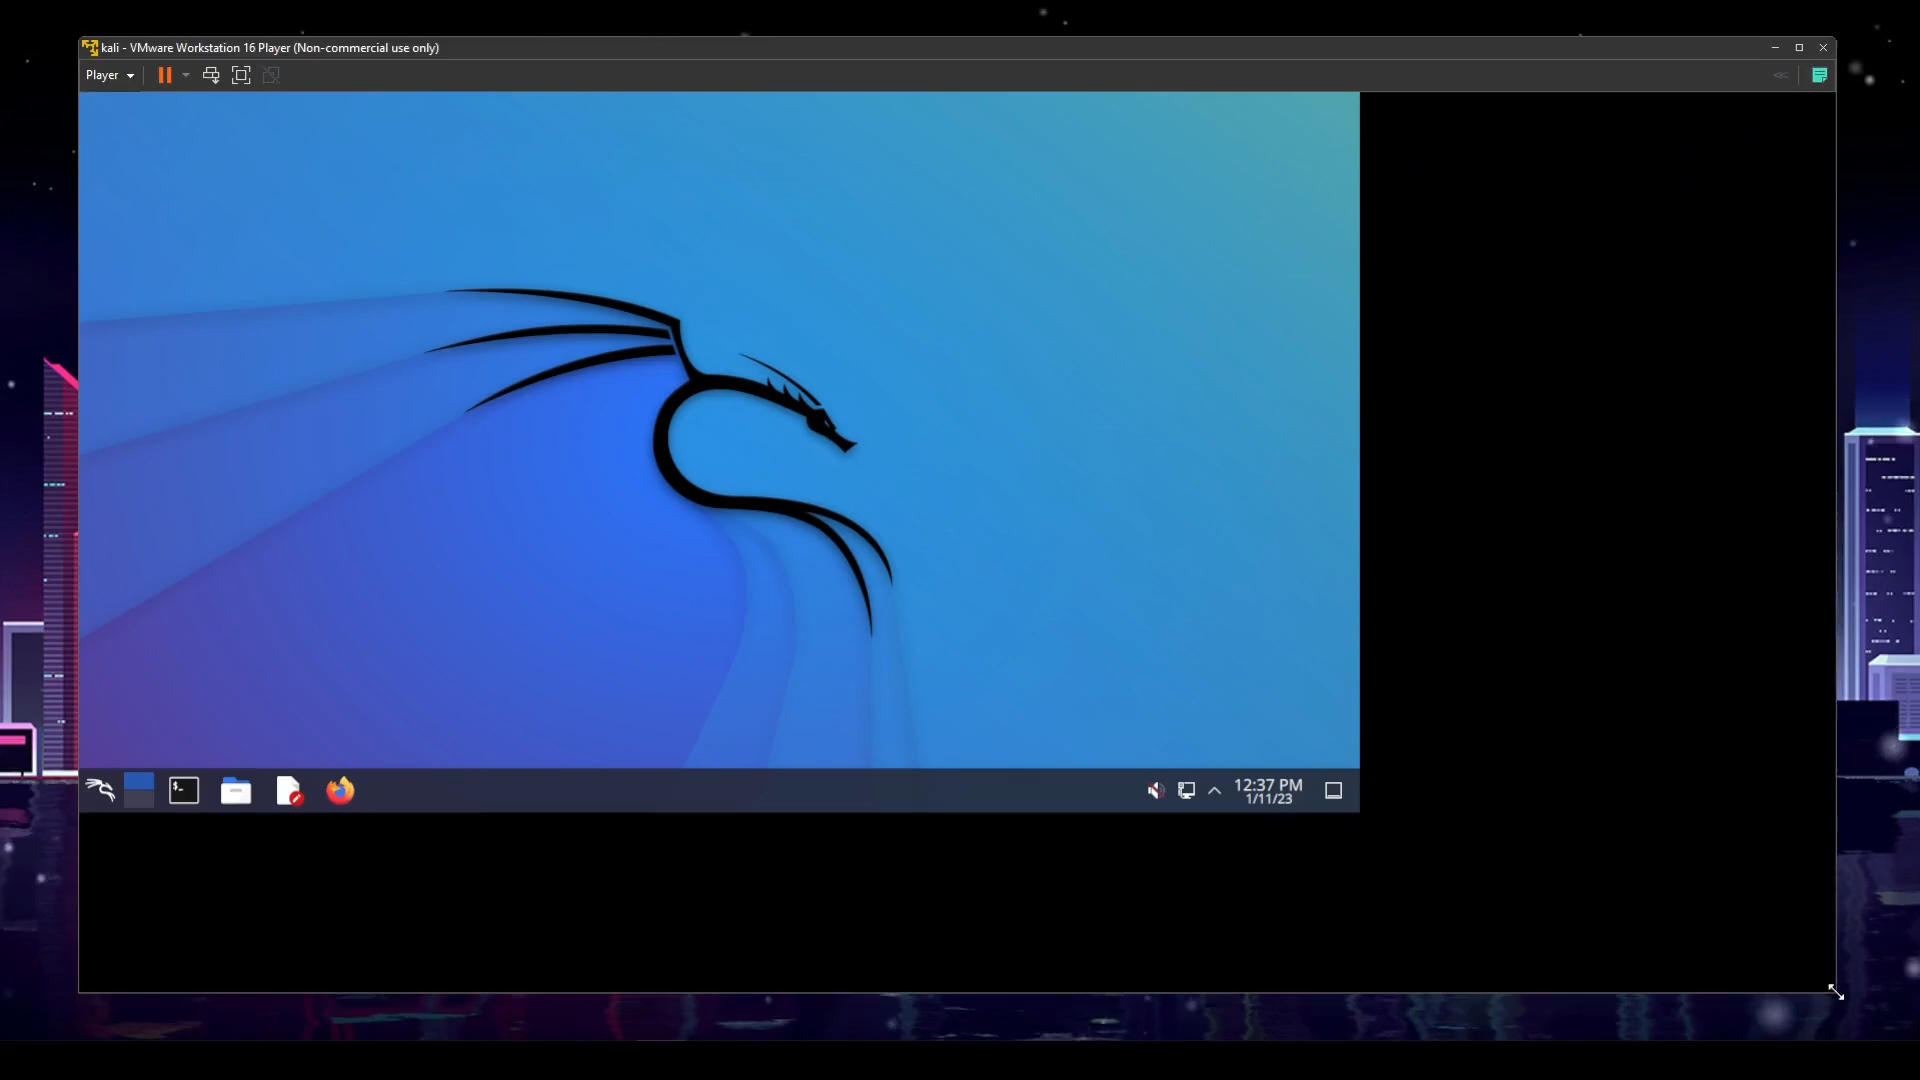 kali - VMware Workstation 16 Player (Non-commercial use only)
Player
$-
12:37 PM
1/11/23